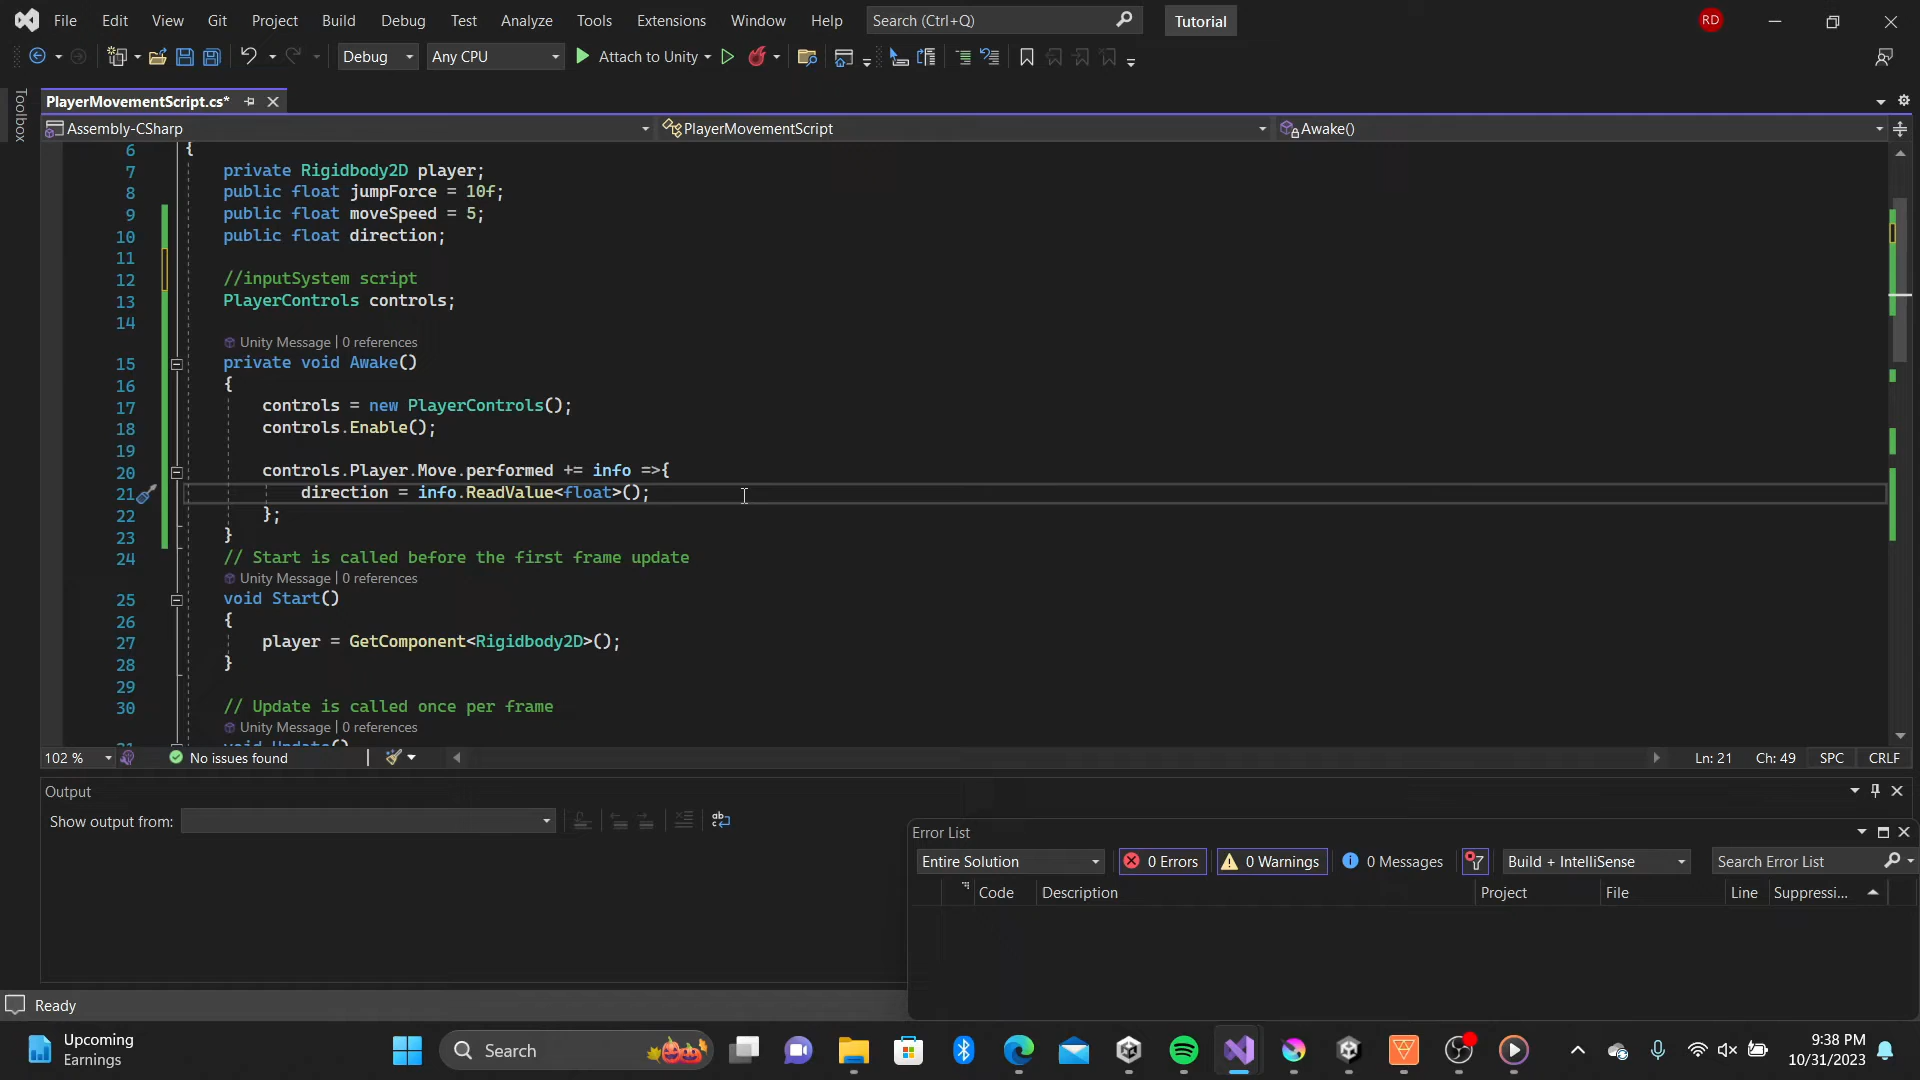 File Edit View Git Project Build Debug Test Analyze Tools Extensions Window Help Search (Ctrl+Q) Tutorial RD
Debug Any CPU Attach to Unity
Toolbox
PlayerMovementScript.cs*
Assembly-CSharp PlayerMovementScript Awake()
6 {
7 private Rigidbody2D player;
8 public float jumpForce = 10f;
9 public float moveSpeed = 5;
10 public float direction;
11
12 //inputSystem script
13 PlayerControls controls;
14
Unity Message | 0 references
15 private void Awake()
16 {
17 controls = new PlayerControls();
18 controls.Enable();
19
20 controls.Player.Move.performed += info =>{
21 direction = info.ReadValue<float>();
22 };
23 }
24 // Start is called before the first frame update
Unity Message | 0 references
25 void Start()
26 {
27 player = GetComponent<Rigidbody2D>();
28 }
29
30 // Update is called once per frame
Unity Message | 0 references
31 void Update()
102 % No issues found Ln: 21 Ch: 49 SPC CRLF
Output
Show output from:
Error List
Entire Solution 0 Errors 0 Warnings 0 Messages Build + IntelliSense Search Error List
Code Description Project File Line Suppressi...
Ready
Upcoming
Earnings
Search
9:38 PM
10/31/2023